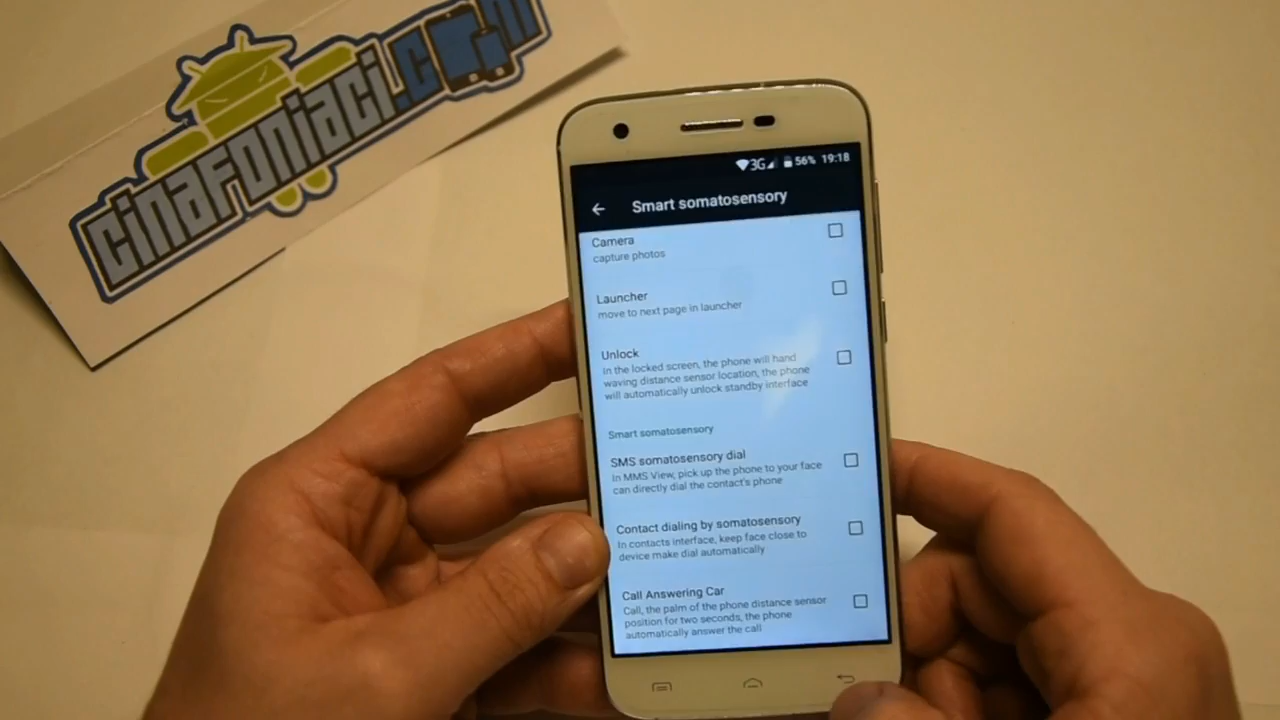 cinafoniaci.com
3G 56% 19:18
Smart somatosensory
Camera
capture photos
Launcher
move to next page in launcher
Unlock
In the locked screen, the phone will hand
waving distance sensor location, the phone
will automatically unlock standby interface
Smart somatosensory
SMS somatosensory dial
In MMS View, pick up the phone to your face
can directly dial the contact's phone
Contact dialing by somatosensory
In contacts interface, keep face close to
device make dial automatically
Call Answering Car
Call, the palm of the phone distance sensor
position for two seconds, the phone
automatically answer the call